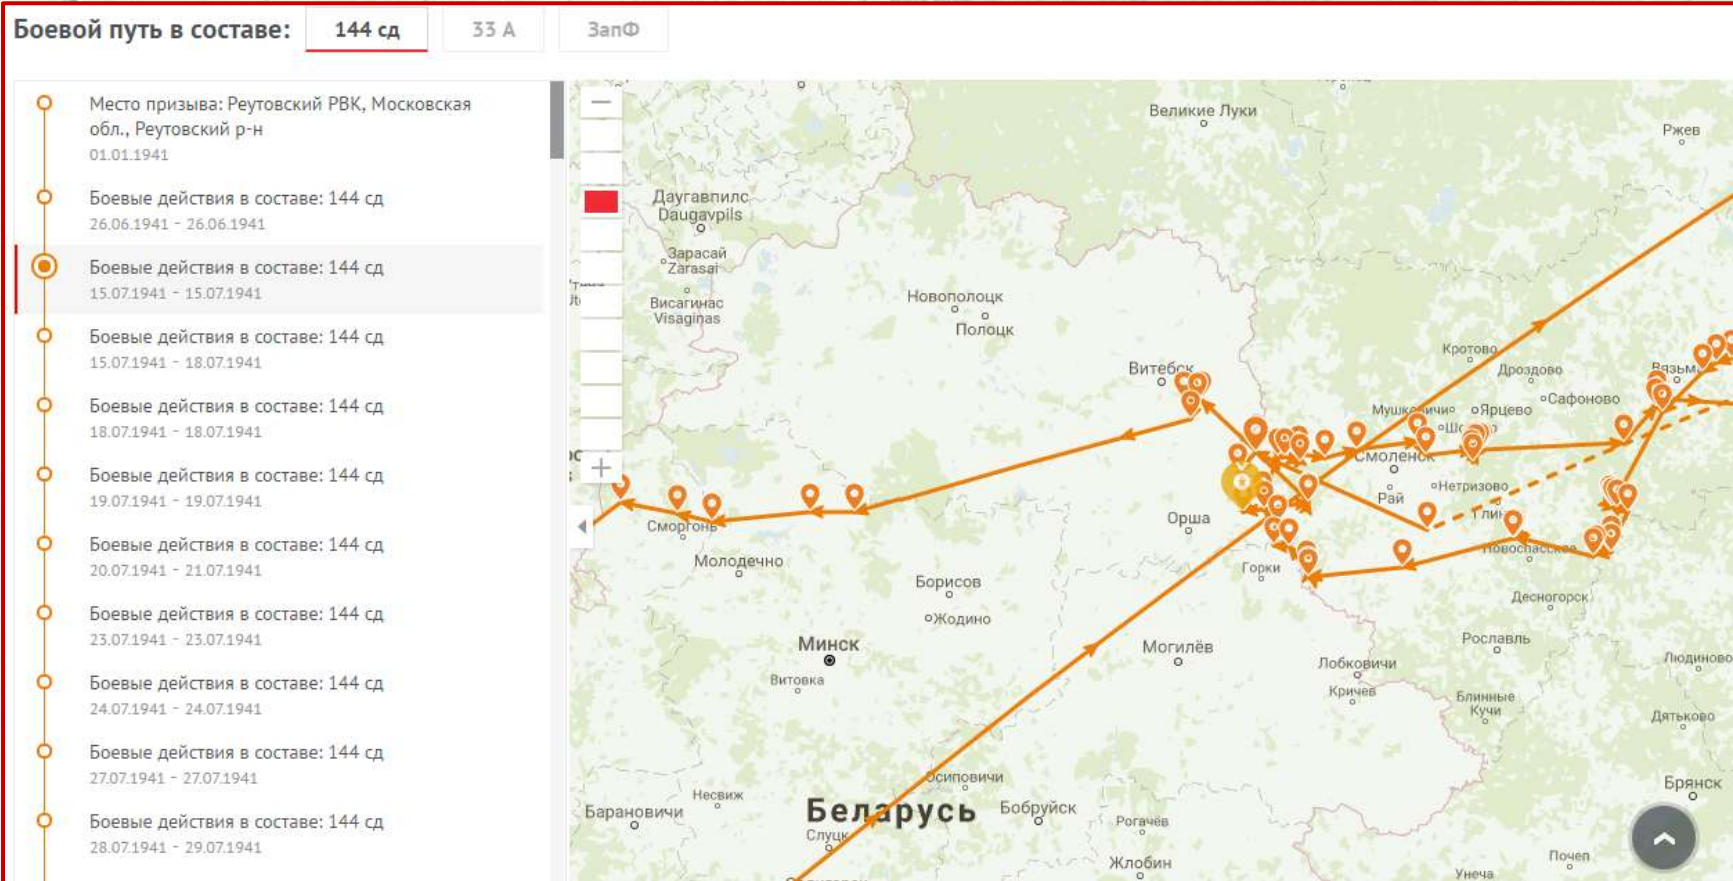 Боевой путь в составе:
144 сд
33 А
ЗапФ
Место призыва: Реутовский РВК, Московская
обл., Реутовский р-н
01.01.1941
Боевые действия в составе: 144 сд
26.06.1941 - 26.06.1941
Боевые действия в составе: 144 сд
15.07.1941 - 15.07.1941
Боевые действия в составе: 144 сд
15.07.1941 - 18.07.1941
Боевые действия в составе: 144 сд
18.07.1941 - 18.07.1941
Боевые действия в составе: 144 сд
19.07.1941 - 19.07.1941
Боевые действия в составе: 144 сд
20.07.1941 - 21.07.1941
Боевые действия в составе: 144 сд
23.07.1941 - 23.07.1941
Боевые действия в составе: 144 сд
24.07.1941 - 24.07.1941
Боевые действия в составе: 144 сд
27.07.1941 - 27.07.1941
Боевые действия в составе: 144 сд
28.07.1941 - 29.07.1941
Великие Луки
Ржев
Даугавпилс
Daugavpils
Зарасай
Zarasai
Висагинас
Visaginas
Новополоцк
Полоцк
Витебск
Кротово
Дроздово
Вязьма
Сафоново
Ярцево
Смоленск
Нетризово
Рай
Орша
Сморгонь
Молодечно
Новоспасское
Горки
Борисов
Десногорск
Жодино
Минск
Могилёв
Рославль
Лобковичи
Людиново
Витовка
Кричев
Блинные
Кучи
Дятьково
Осиповичи
Брянск
Несвиж
Барановичи
Беларусь
Бобруйск
Рогачёв
Слуцк
Жлобин
Почеп
Унеча